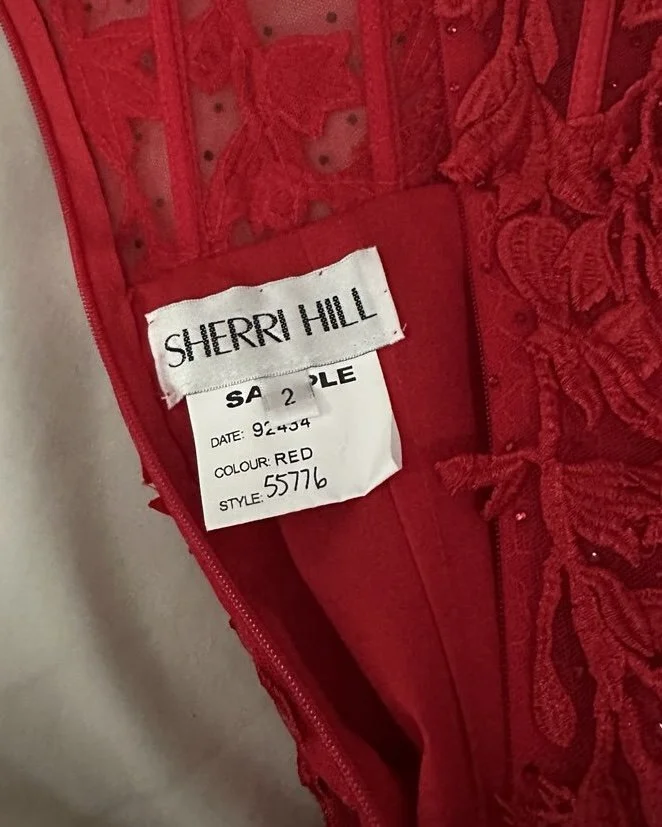 SHERRI HILL
SA PLE
2
DATE: 92434
COLOUR: RED
STYLE: 55776